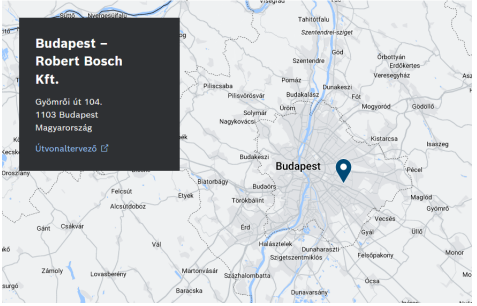 Budapest –
Robert Bosch
Kft.
Gyömrői út 104.
1103 Budapest
Magyarország
Útvonaltervező
Visegrád
Sülysáp
Tahitótfalu
Szentendrei-sziget
Göd
Szentendre
Őrbottyán
Erdőkertes
Veresegyház
Pomáz
Dunakeszi
Piliscsaba
Pilisvörösvár
Budakalász
Fót
Mogyoród
Gödöllő
Üröm
Solymár
Nagykovácsi
Kistarcsa
Isaszeg
Budakeszi
Budapest
Pécel
Biatorbágy
Budaörs
Felcsút
Etyek
Törökbálint
Maglód
Gyömrő
Alcsútdoboz
Vecsés
Gánt
Csákvár
Érd
Gyál
Üllő
Vál
Halásztelek
Dunaharaszti
Szigetszentmiklós
Felsőpakony
Monor
Zámoly
Lovasberény
Martonvásár
Százhalombatta
Ócsa
Baracska
Dunavarsány